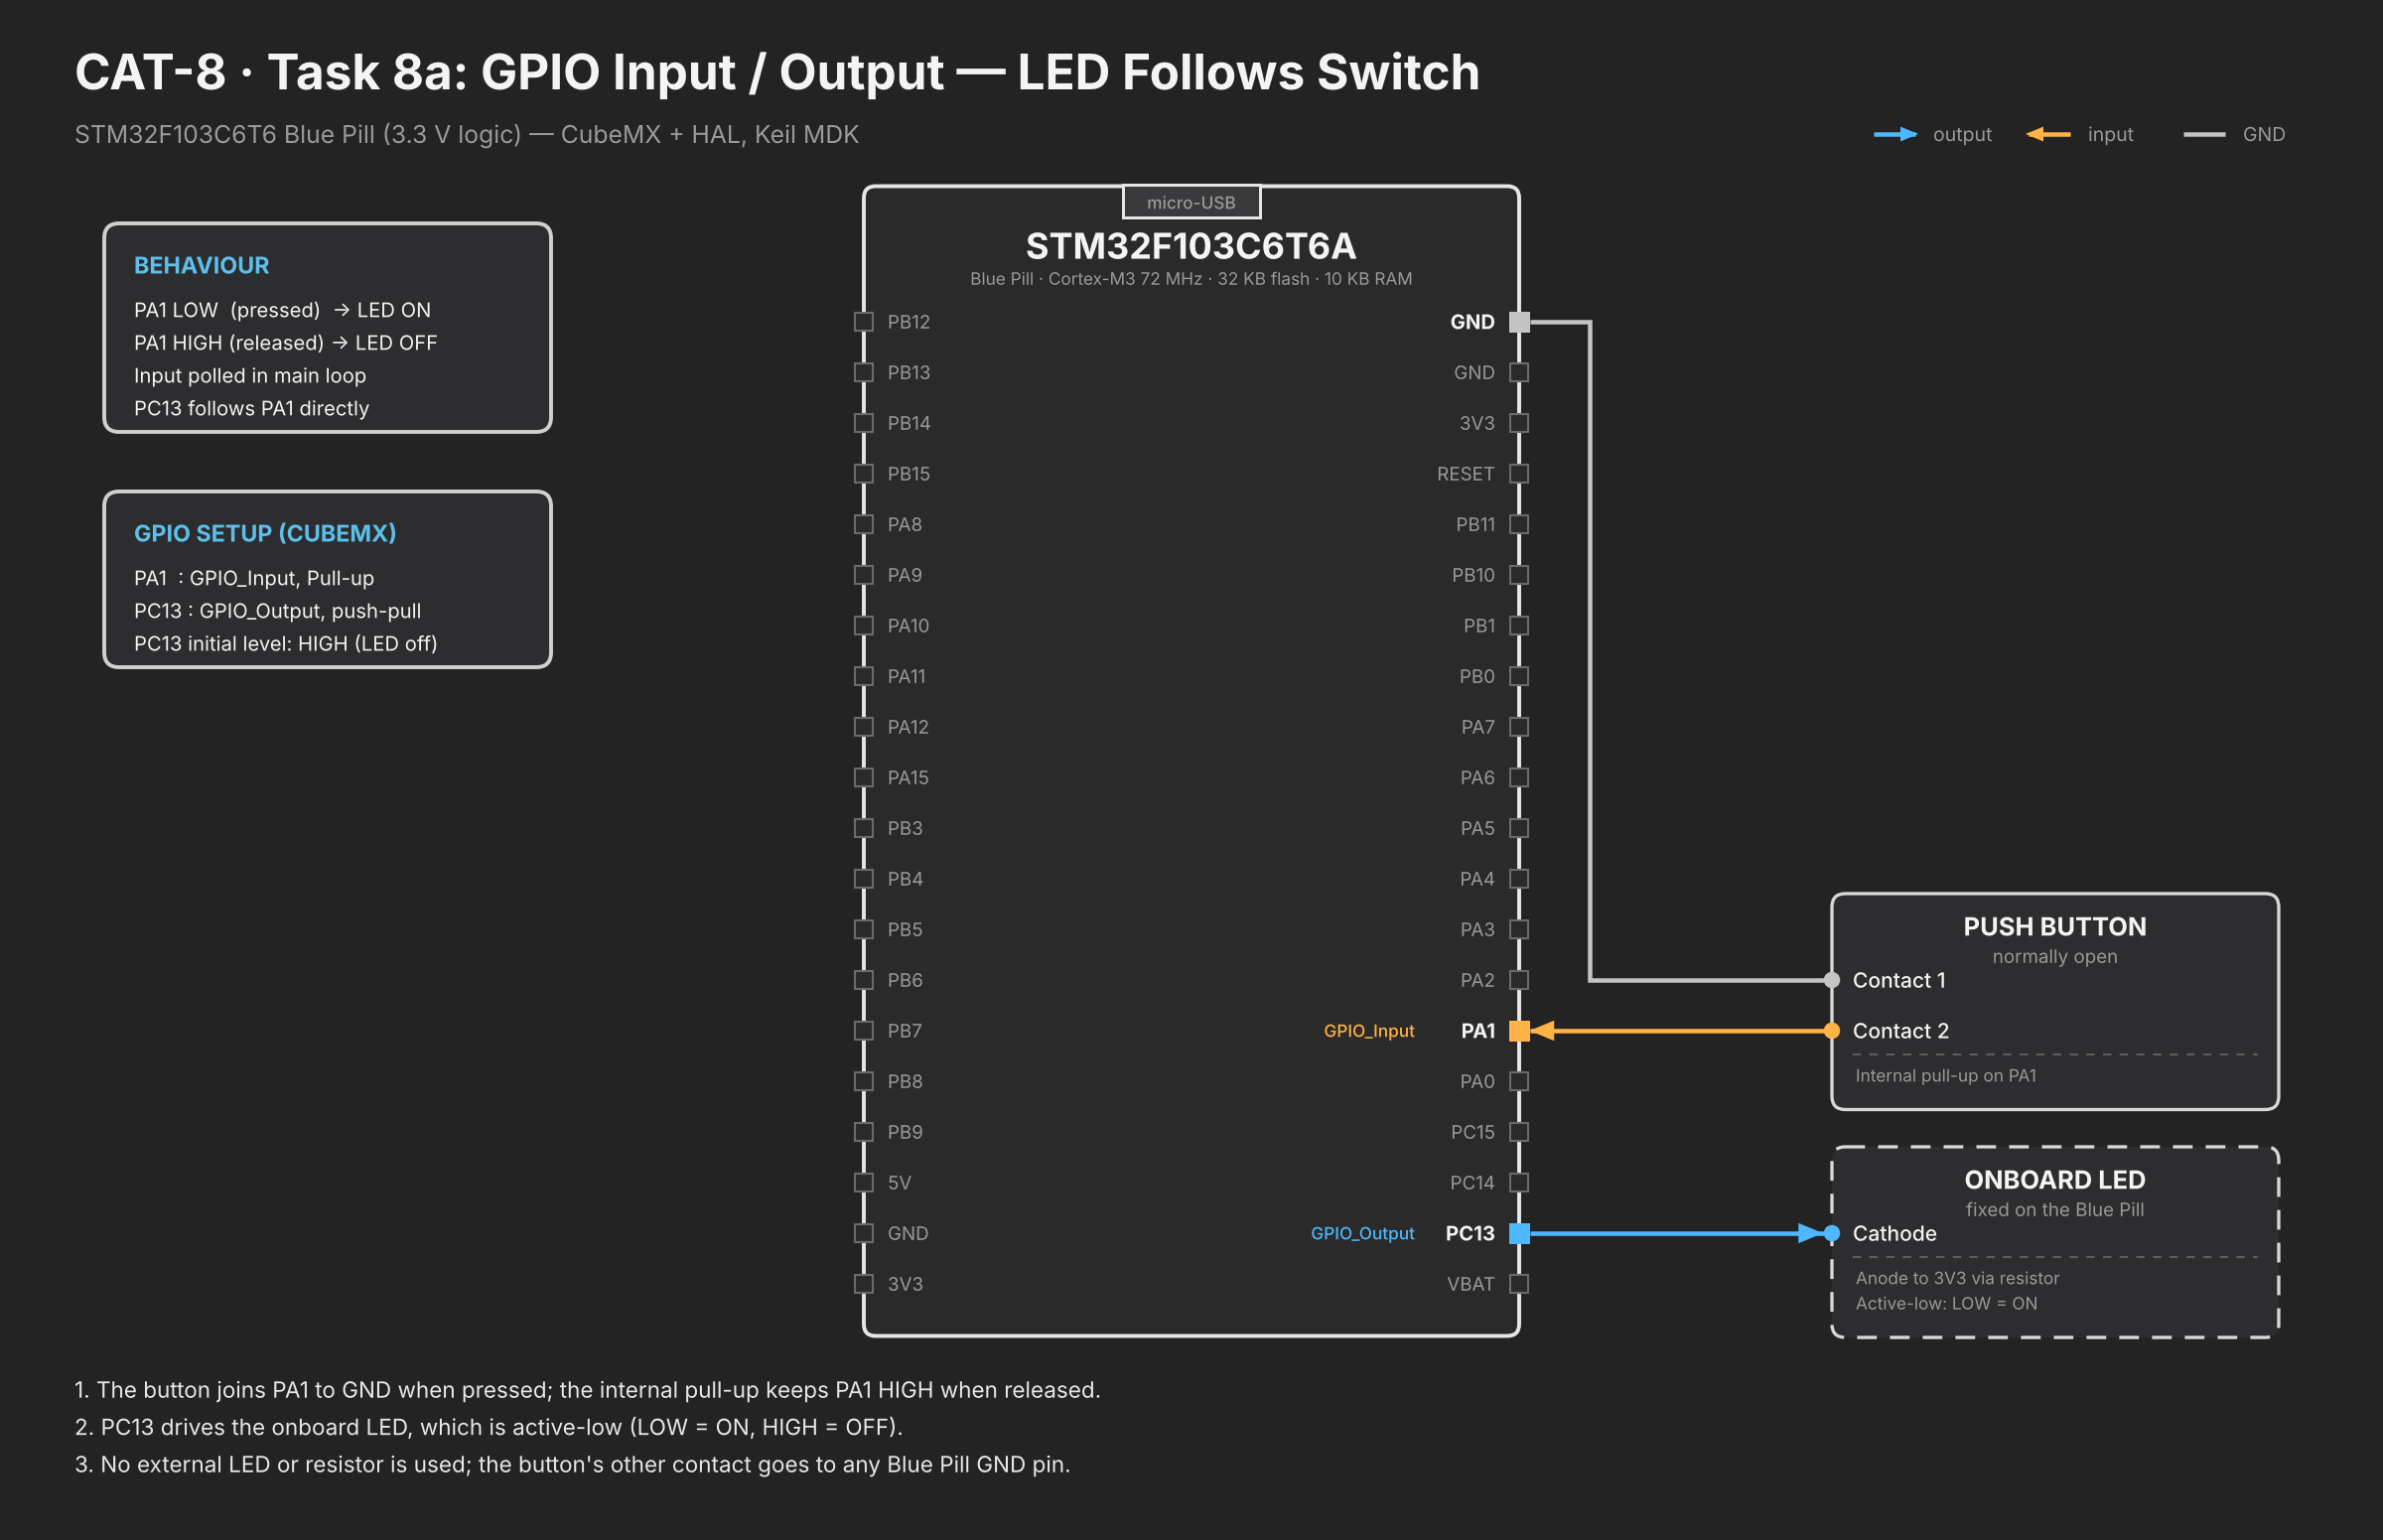 CAT-8 · Task 8a: GPIO Input / Output — LED Follows Switch
STM32F103C6T6 Blue Pill (3.3 V logic) — CubeMX + HAL, Keil MDK
output
input
GND
BEHAVIOUR
PA1 LOW (pressed) → LED ON
PA1 HIGH (released) → LED OFF
Input polled in main loop
PC13 follows PA1 directly
GPIO SETUP (CUBEMX)
PA1 : GPIO_Input, Pull-up
PC13 : GPIO_Output, push-pull
PC13 initial level: HIGH (LED off)
micro-USB
STM32F103C6T6A
Blue Pill · Cortex-M3 72 MHz · 32 KB flash · 10 KB RAM
PB12
PB13
PB14
PB15
PA8
PA9
PA10
PA11
PA12
PA15
PB3
PB4
PB5
PB6
PB7
PB8
PB9
5V
GND
3V3
GND
GND
3V3
RESET
PB11
PB10
PB1
PB0
PA7
PA6
PA5
PA4
PA3
PA2
GPIO_Input PA1
PA0
PC15
PC14
GPIO_Output PC13
VBAT
PUSH BUTTON
normally open
Contact 1
Contact 2
Internal pull-up on PA1
ONBOARD LED
fixed on the Blue Pill
Cathode
Anode to 3V3 via resistor
Active-low: LOW = ON
1. The button joins PA1 to GND when pressed; the internal pull-up keeps PA1 HIGH when released.
2. PC13 drives the onboard LED, which is active-low (LOW = ON, HIGH = OFF).
3. No external LED or resistor is used; the button's other contact goes to any Blue Pill GND pin.